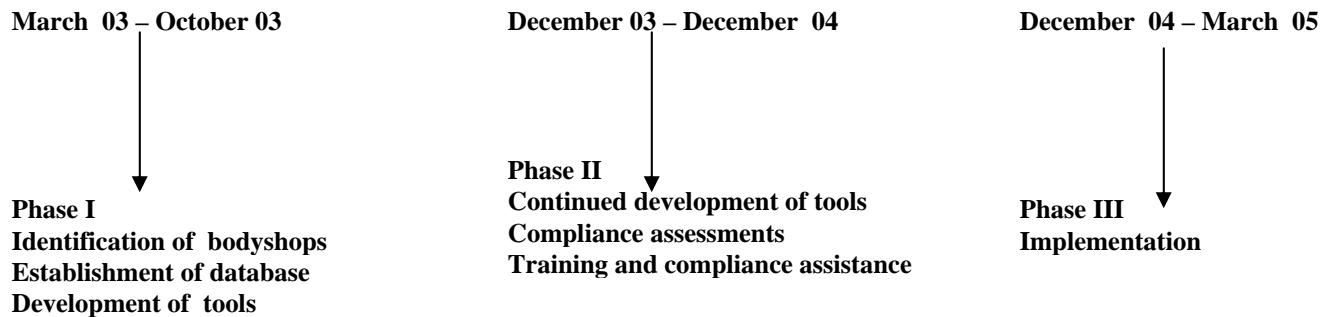 March 03 – October 03
Phase I
Identification of bodyshops
Establishment of database
Development of tools
December 03 – December 04
Phase II
Continued development of tools
Compliance assessments
Training and compliance assistance
December 04 – March 05
Phase III
Implementation